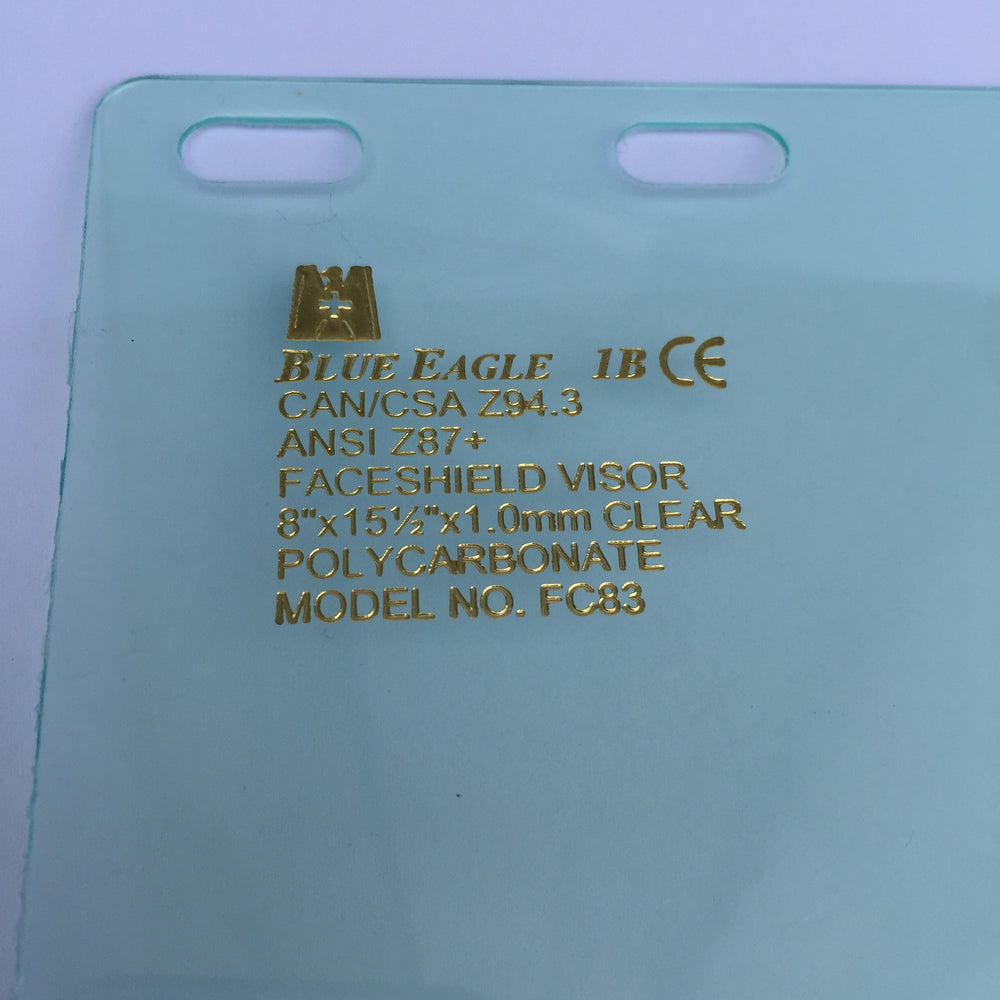 BLUE EAGLE 1B CE
CAN/CSA Z94.3
ANSI Z87+
FACESHIELD VISOR
8"x15½"x1.0mm CLEAR
POLYCARBONATE
MODEL NO. FC83